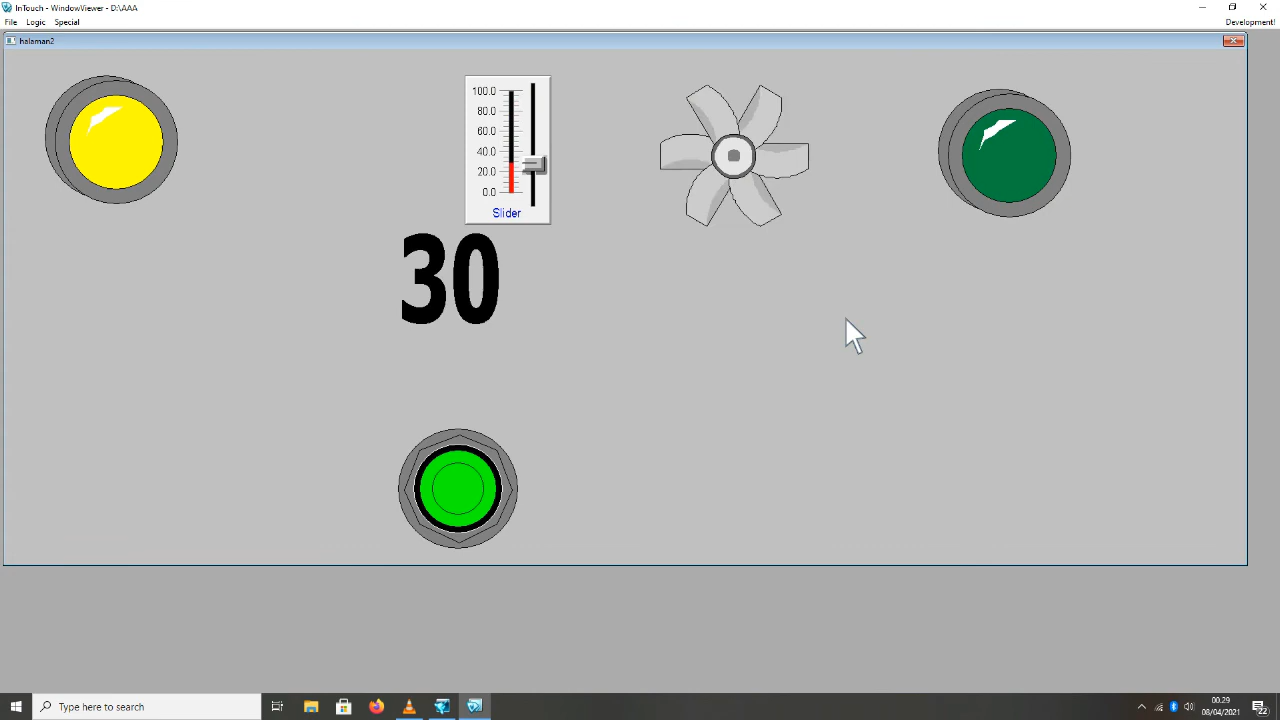 InTouch - WindowViewer - D:\AAA
File Logic Special Development!
halaman2
100.0
80.0
60.0
40.0
20.0
0.0
Slider
30
Type here to search
00.29
08/04/2021
22